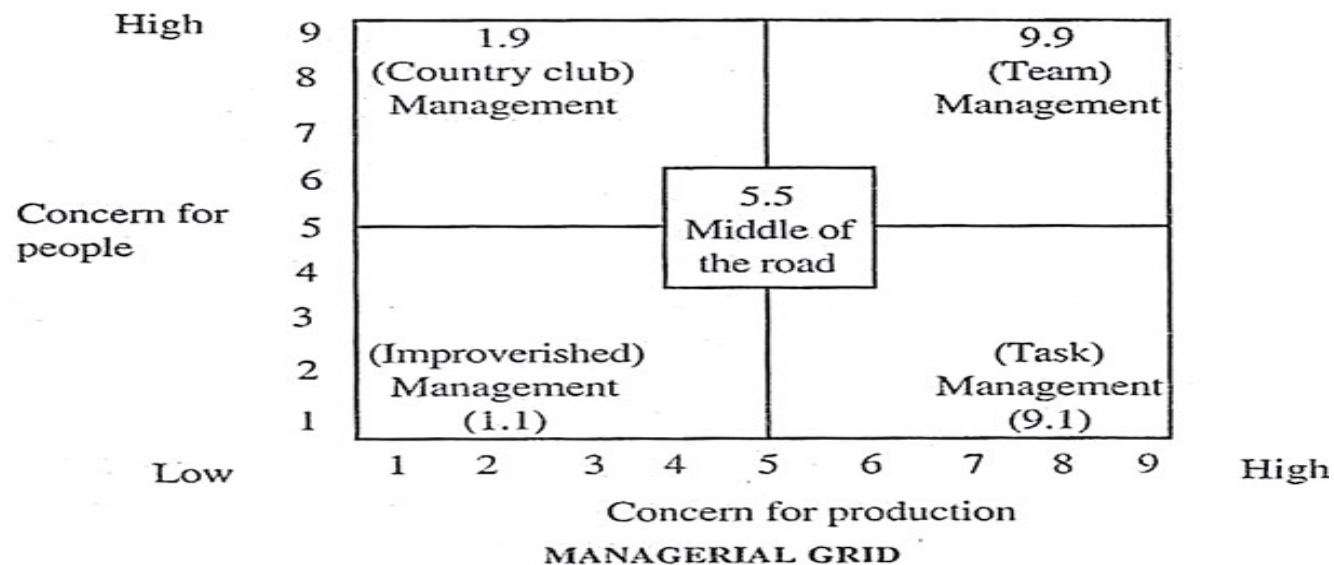 High
9
1.9
9.9
8
(Country club)
(Team)
Management
Management
7
6
5.5
Concern for
people
5
Middle of
the road
4
3
(Improverished)
(Task)
2
Management
Management
1
(1.1)
(9.1)
Low
1 2 3 4 5 6 7 8 9
High
Concern for production
MANAGERIAL GRID